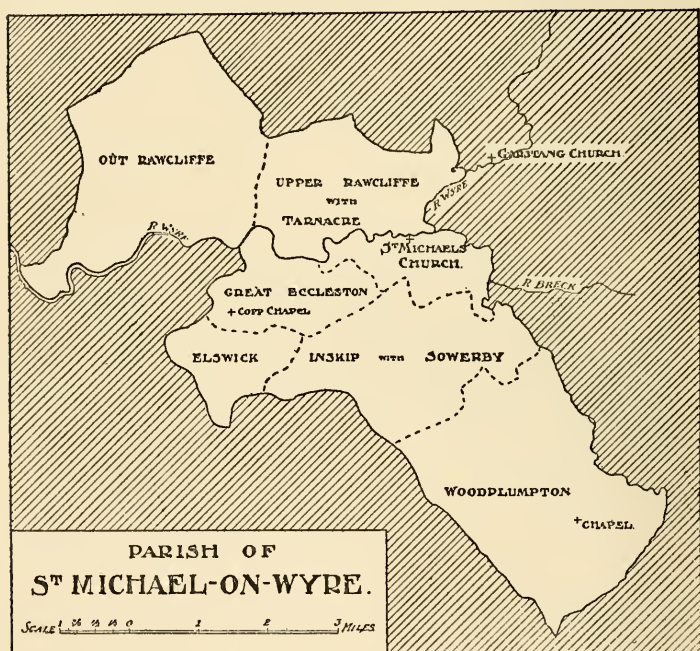 OUT RAWCLIFFE
UPPER RAWCLIFFE
WITH
TARNACRE
+ GARSTANG CHURCH
R WYRE
R WYRE
ST MICHAELS
CHURCH.
R BRECK
GREAT ECCLESTON
+ COPP CHAPEL
ELSWICK
INSKIP WITH SOWERBY
WOODPLUMPTON
+ CHAPEL
PARISH OF
ST MICHAEL-ON-WYRE.
SCALE 1 0 1 2 3 MILES